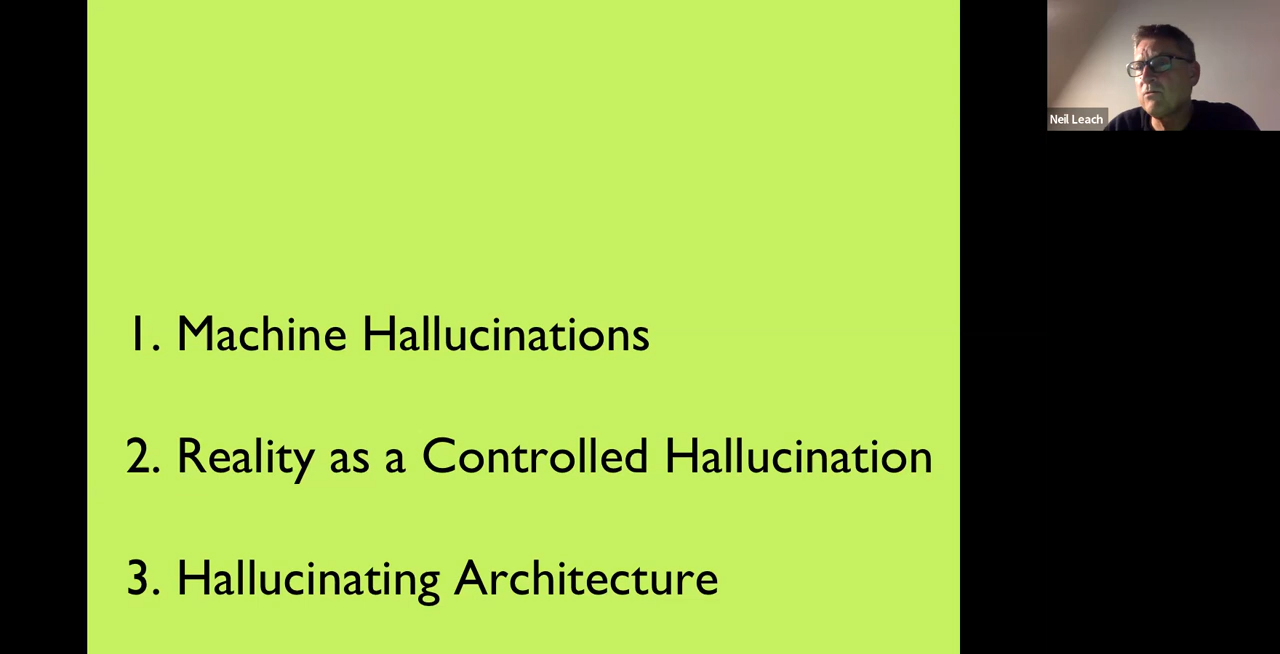 Neil Leach
1. Machine Hallucinations
2. Reality as a Controlled Hallucination
3. Hallucinating Architecture